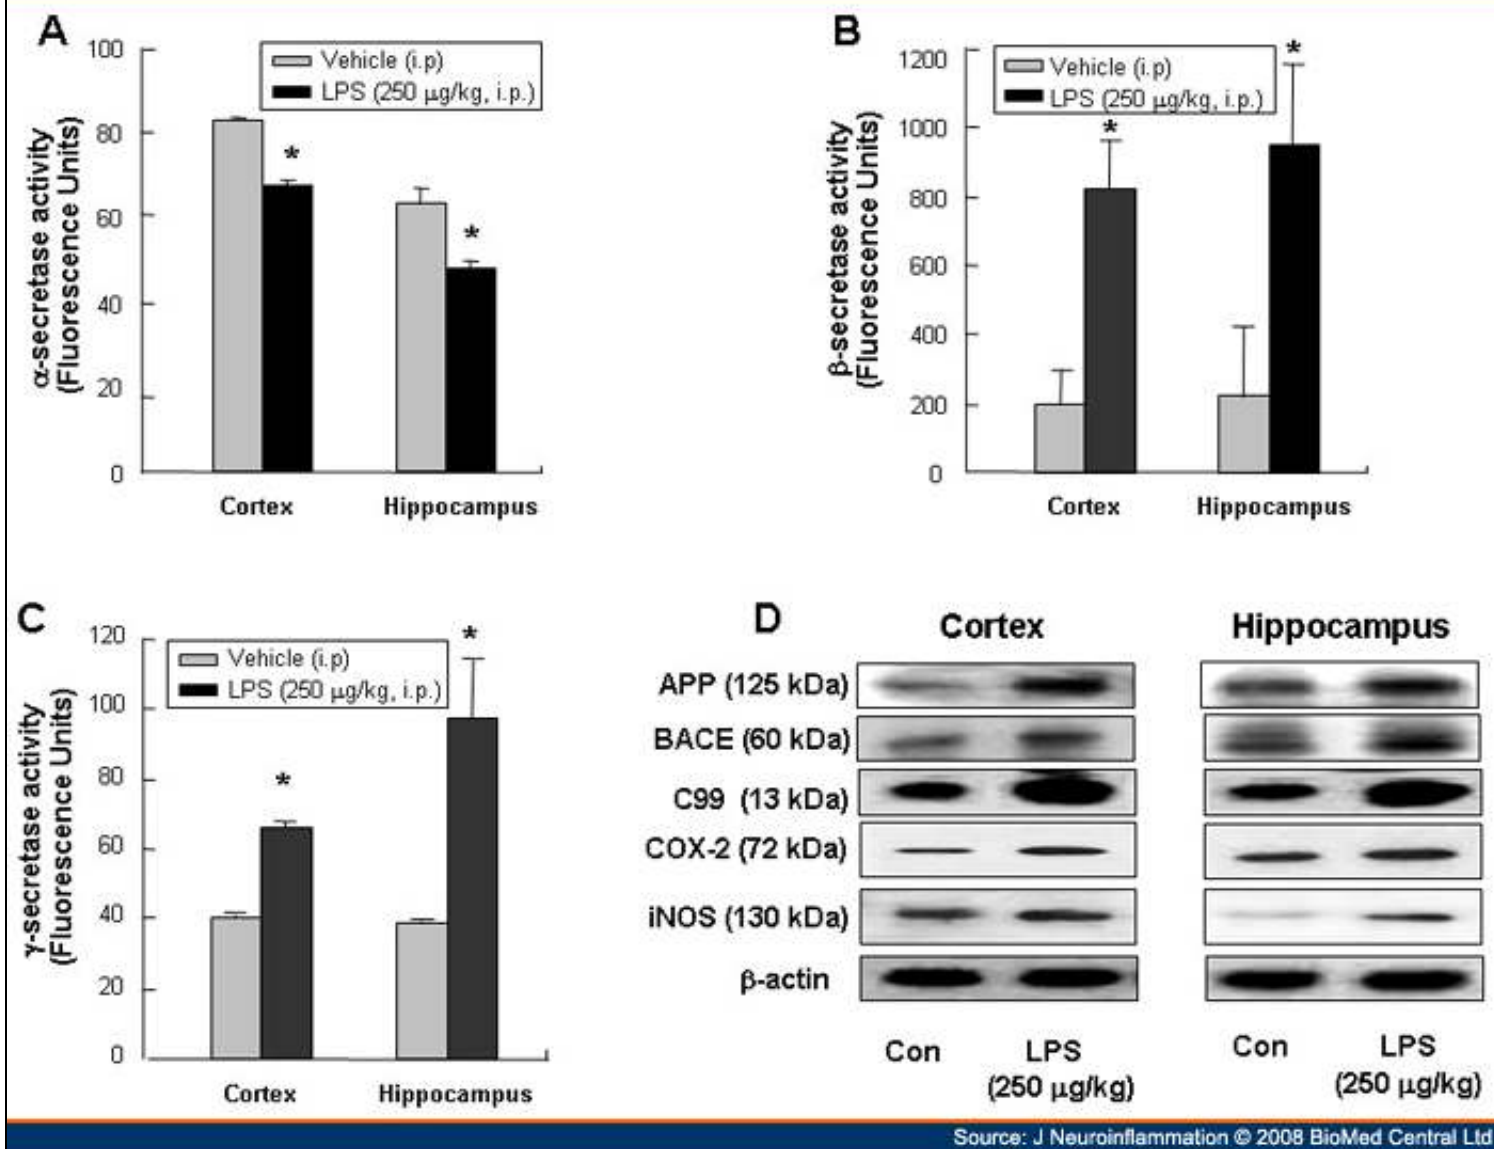 A
α-secretase activity
(Fluorescence Units)
100
80
60
40
20
0
Vehicle (i.p)
LPS (250 µg/kg, i.p.)
*
*
Cortex Hippocampus
B
β-secretase activity
(Fluorescence Units)
1200
1000
800
600
400
200
0
Vehicle (i.p)
LPS (250 µg/kg, i.p.)
*
*
Cortex Hippocampus
C
γ-secretase activity
(Fluorescence Units)
120
100
80
60
40
20
0
Vehicle (i.p)
LPS (250 µg/kg, i.p.)
*
*
Cortex Hippocampus
D
Cortex Hippocampus
APP (125 kDa)
BACE (60 kDa)
C99 (13 kDa)
COX-2 (72 kDa)
iNOS (130 kDa)
β-actin
Con LPS Con LPS
(250 µg/kg) (250 µg/kg)
Source: J Neuroinflammation © 2008 BioMed Central Ltd